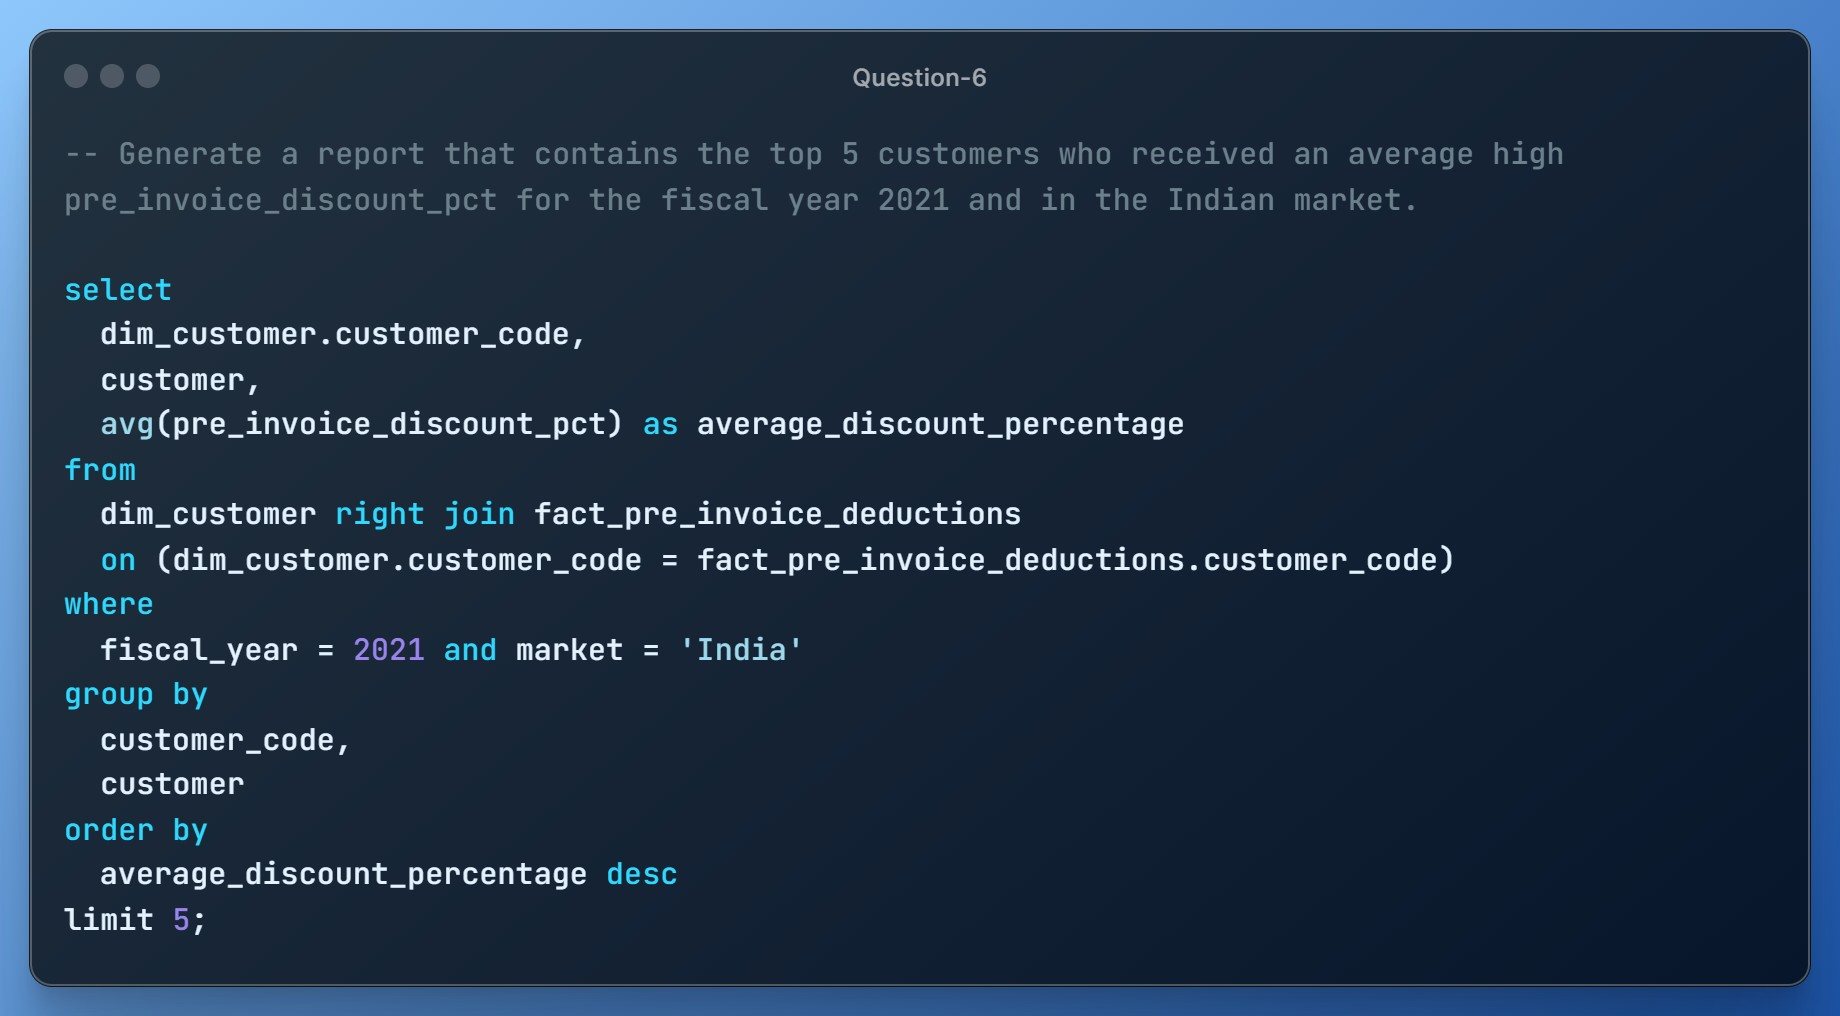 Question-6
-- Generate a report that contains the top 5 customers who received an average high
pre_invoice_discount_pct for the fiscal year 2021 and in the Indian market.
select
  dim_customer.customer_code,
  customer,
  avg(pre_invoice_discount_pct) as average_discount_percentage
from
  dim_customer right join fact_pre_invoice_deductions
  on (dim_customer.customer_code = fact_pre_invoice_deductions.customer_code)
where
  fiscal_year = 2021 and market = 'India'
group by
  customer_code,
  customer
order by
  average_discount_percentage desc
limit 5;